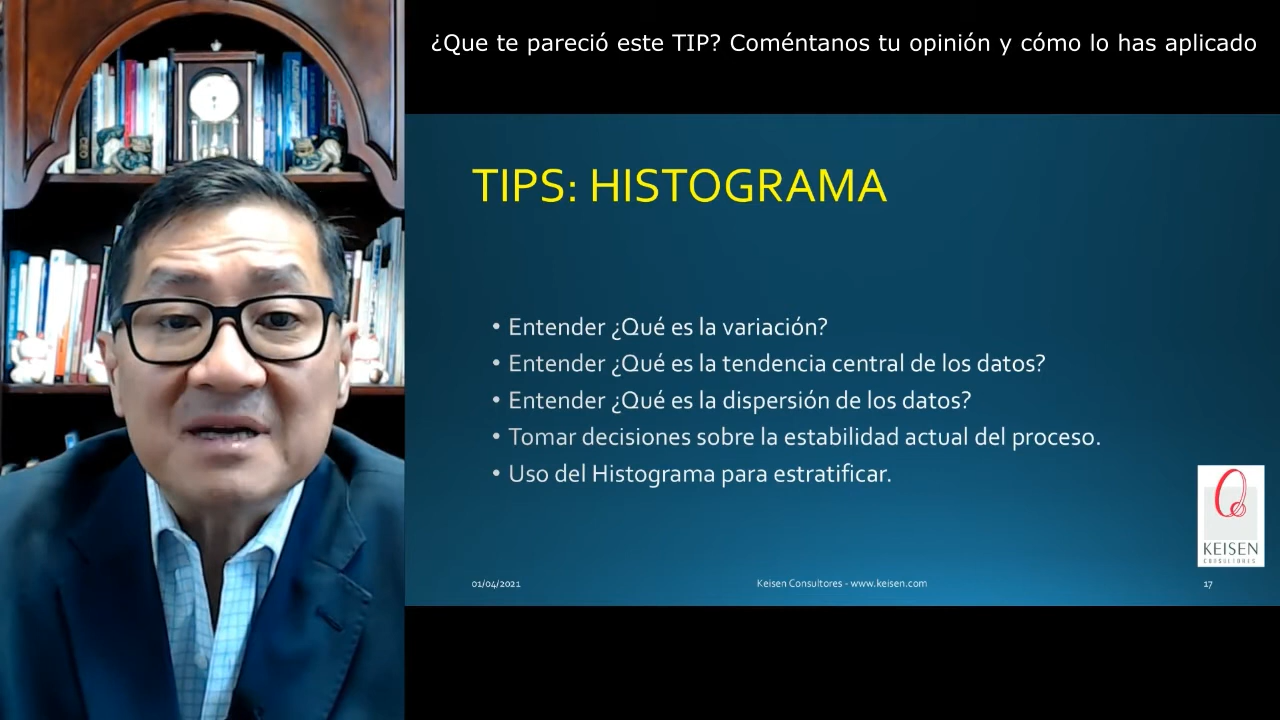 ¿Que te pareció este TIP? Coméntanos tu opinión y cómo lo has aplicado
TIPS: HISTOGRAMA
• Entender ¿Qué es la variación?
• Entender ¿Qué es la tendencia central de los datos?
• Entender ¿Qué es la dispersión de los datos?
• Tomar decisiones sobre la estabilidad actual del proceso.
• Uso del Histograma para estratificar.
KEISEN
CONSULTORES
01/04/2021
Keisen Consultores - www.keisen.com
17